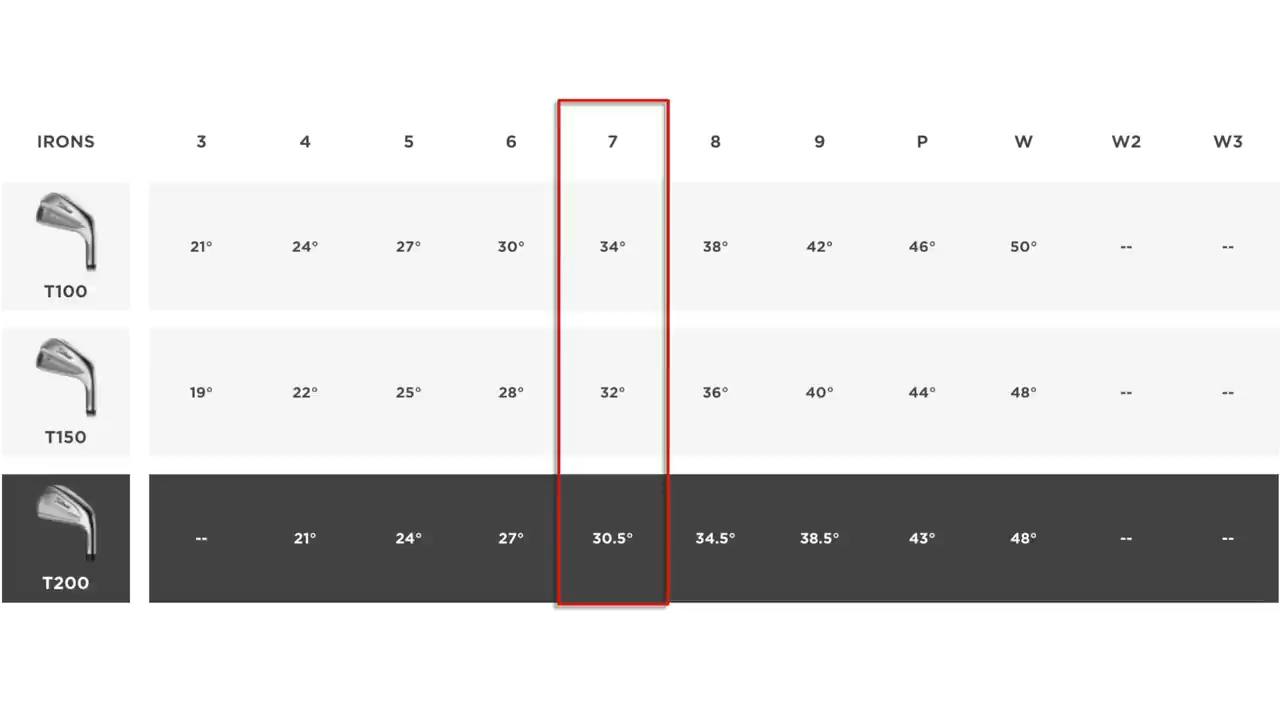 IRONS 3 4 5 6 7 8 9 P W W2 W3
21° 24° 27° 30° 34° 38° 42° 46° 50° -- --
T100
19° 22° 25° 28° 32° 36° 40° 44° 48° -- --
T150
-- 21° 24° 27° 30.5° 34.5° 38.5° 43° 48° -- --
T200